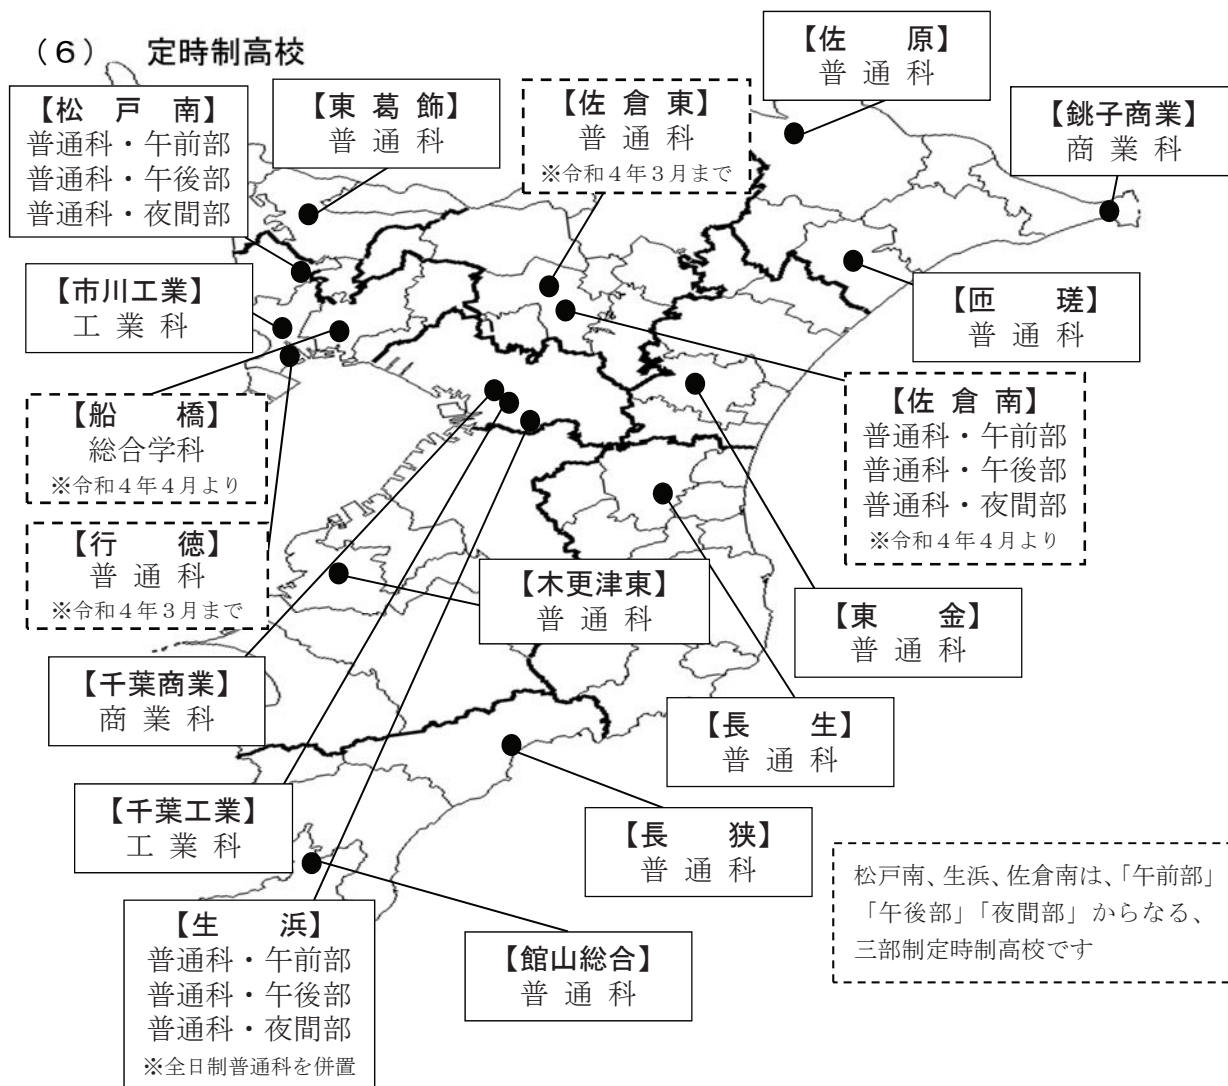 （６）　定時制高校
【佐　原】
普通科
【松戸南】
普通科・午前部
普通科・午後部
普通科・夜間部
【東葛飾】
普通科
【佐倉東】
普通科
※令和４年３月まで
【銚子商業】
商業科
【市川工業】
工業科
【匝　瑳】
普通科
【船　橋】
総合学科
※令和４年４月より
【佐倉南】
普通科・午前部
普通科・午後部
普通科・夜間部
※令和４年４月より
【行　徳】
普通科
※令和４年３月まで
【木更津東】
普通科
【東　金】
普通科
【千葉商業】
商業科
【長　生】
普通科
【千葉工業】
工業科
【長　狭】
普通科
松戸南、生浜、佐倉南は、「午前部」
「午後部」「夜間部」からなる、
三部制定時制高校です
【生　浜】
普通科・午前部
普通科・午後部
普通科・夜間部
※全日制普通科を併置
【館山総合】
普通科